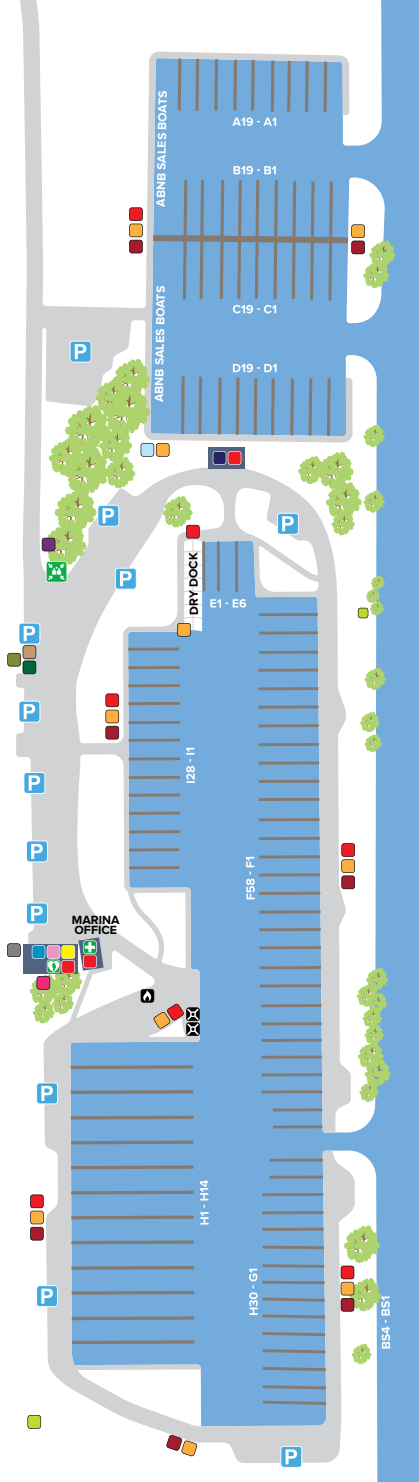 ABNB SALES BOATS
A19 - A1
B19 - B1
C19 - C1
ABNB SALES BOATS
D19 - D1
P
P
P
P
DRY DOCK
E1 - E6
P
P
I28 - I1
P
F58 - F1
P
P
MARINA
OFFICE
P
H1 - H14
H30 - G1
P
BS4 - BS1
P